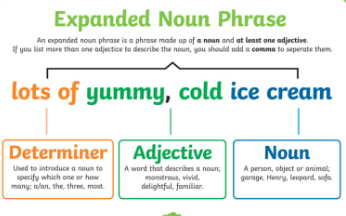 Expanded Noun Phrase
An expanded noun phrase is a phrase made up of a noun and at least one adjective.
If you list more than one adjectice to describe the noun, you should add a comma to seperate them.
lots of yummy, cold ice cream
Determiner
Used to introduce a noun to
specify which one or how
many; a/an, the, three, most.
Adjective
A word that describes a noun;
monstrous, vivid,
delightful, familiar.
Noun
A person, object or animal;
garage, Henry, leopard, sofa.